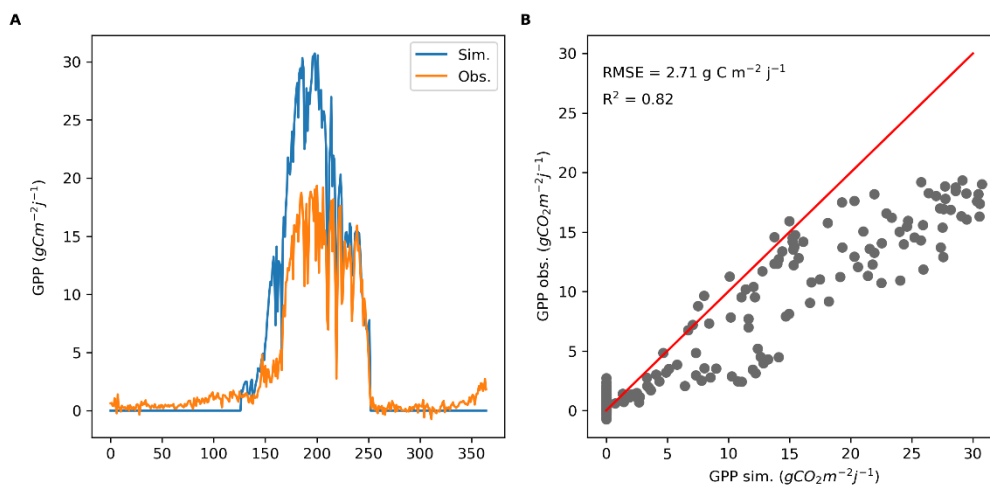 A
B
Sim.
Obs.
30
25
20
15
10
5
0
GPP (gCm⁻²j⁻¹)
0 50 100 150 200 250 300 350
RMSE = 2.71 g C m⁻² j⁻¹
R² = 0.82
30
25
20
15
10
5
0
GPP obs. (gCO₂m⁻²j⁻¹)
0 5 10 15 20 25 30
GPP sim. (gCO₂m⁻²j⁻¹)